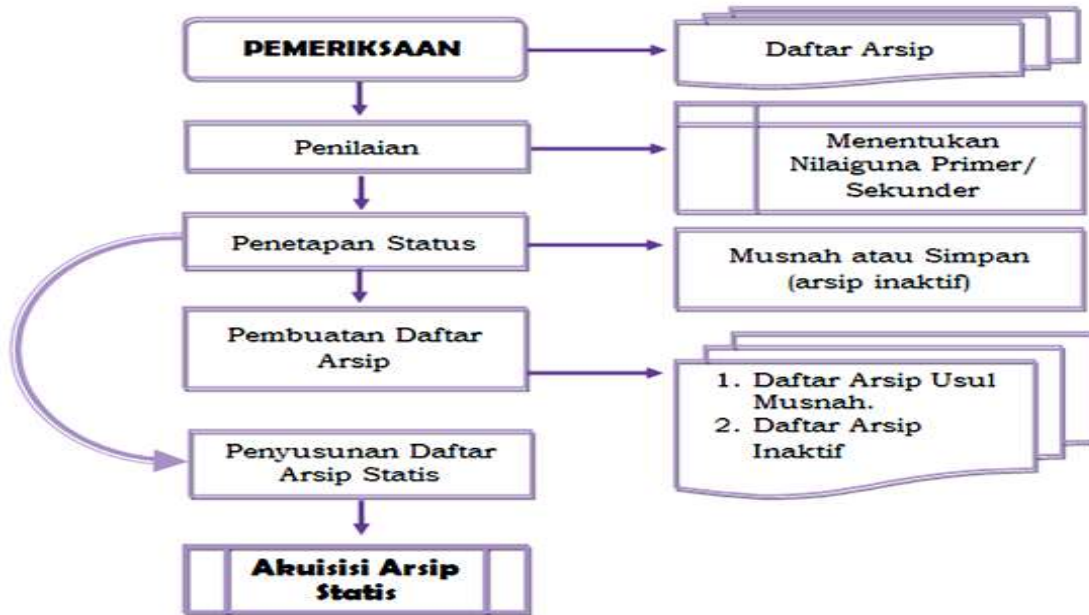 PEMERIKSAAN
Daftar Arsip
Penilaian
Menentukan
Nilaiguna Primer/
Sekunder
Penetapan Status
Musnah atau Simpan
(arsip inaktif)
Pembuatan Daftar
Arsip
1. Daftar Arsip Usul
Musnah.
2. Daftar Arsip
Inaktif
Penyusunan Daftar
Arsip Statis
Akuisisi Arsip
Statis